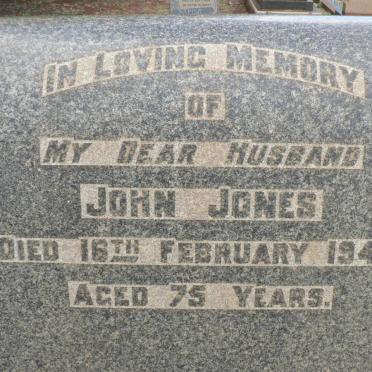 IN LOVING MEMORY
OF
MY DEAR HUSBAND
JOHN JONES
DIED 16TH FEBRUARY
AGED 75 YEARS.